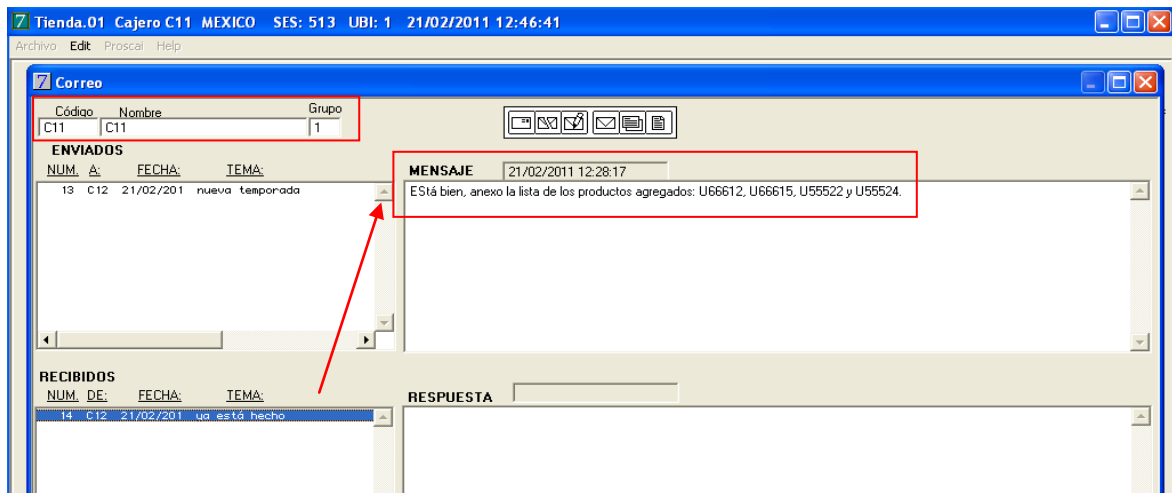 7 Tienda.01 Cajero C11 MEXICO SES: 513 UBI: 1 21/02/2011 12:46:41
Archivo Edit Proscai Help
7 Correo
Código Nombre Grupo
C11 C11 1
ENVIADOS
NUM. A: FECHA: TEMA:
13 C12 21/02/201 nueva temporada
MENSAJE 21/02/2011 12:28:17
EStá bien, anexo la lista de los productos agregados: U66612, U66615, U55522 y U55524.
RECIBIDOS
NUM. DE: FECHA: TEMA:
14 C12 21/02/201 ya está hecho
RESPUESTA